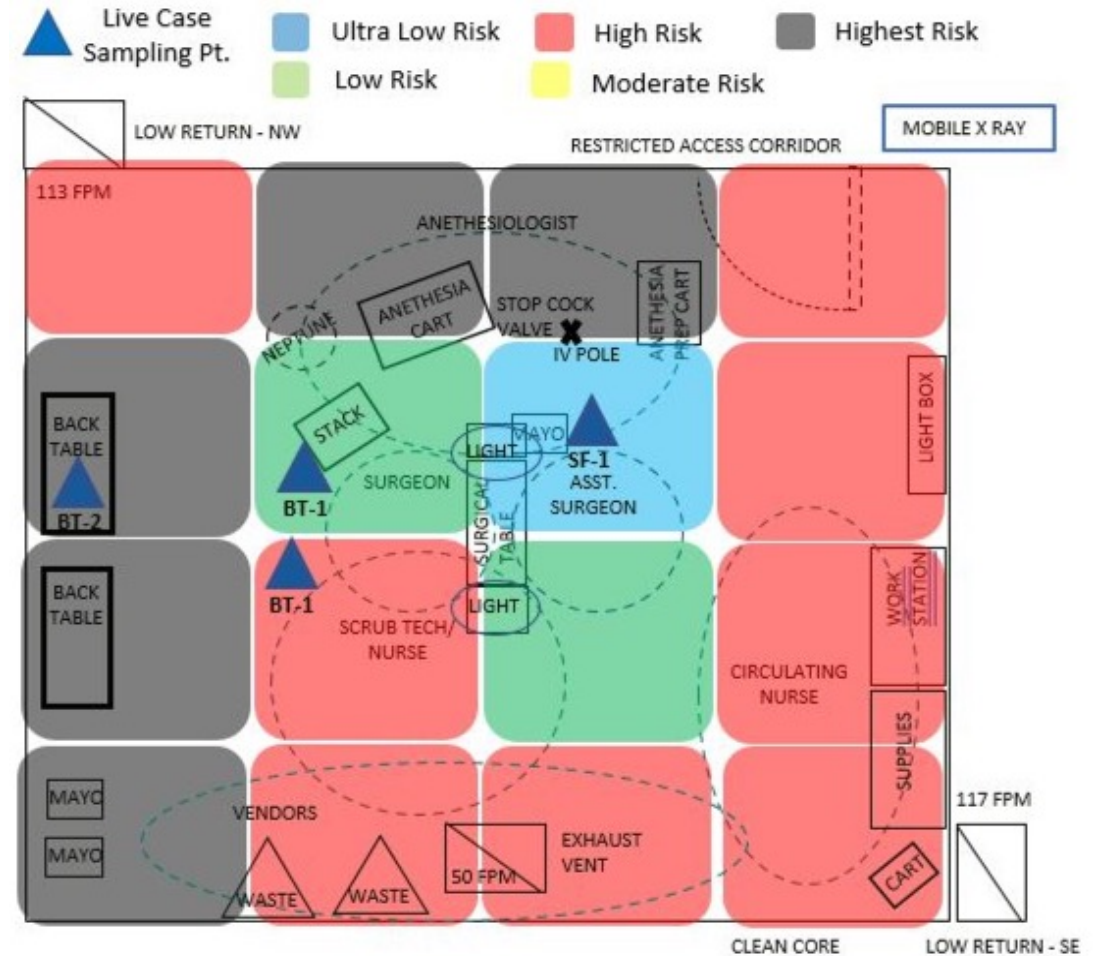 Live Case
Sampling Pt.
Ultra Low Risk
High Risk
Highest Risk
Low Risk
Moderate Risk
LOW RETURN - NW
RESTRICTED ACCESS CORRIDOR
MOBILE X RAY
113 FPM
ANETHESIOLOGIST
NEPTUNE
ANETHESIA
CART
STOP COCK
VALVE
IV POLE
ANETHESIA
PREP CART
LIGHT BOX
BACK
TABLE
BT-2
STACK
BT-1
SURGEON
LIGHT
MAYO
SF-1
ASST.
SURGEON
SURGICAL
TABLE
BACK
TABLE
BT-1
SCRUB TECH/
NURSE
LIGHT
WORK
STATION
CIRCULATING
NURSE
SUPPLIES
MAYO
MAYO
VENDORS
WASTE
WASTE
50 FPM
EXHAUST
VENT
CART
117 FPM
CLEAN CORE
LOW RETURN - SE